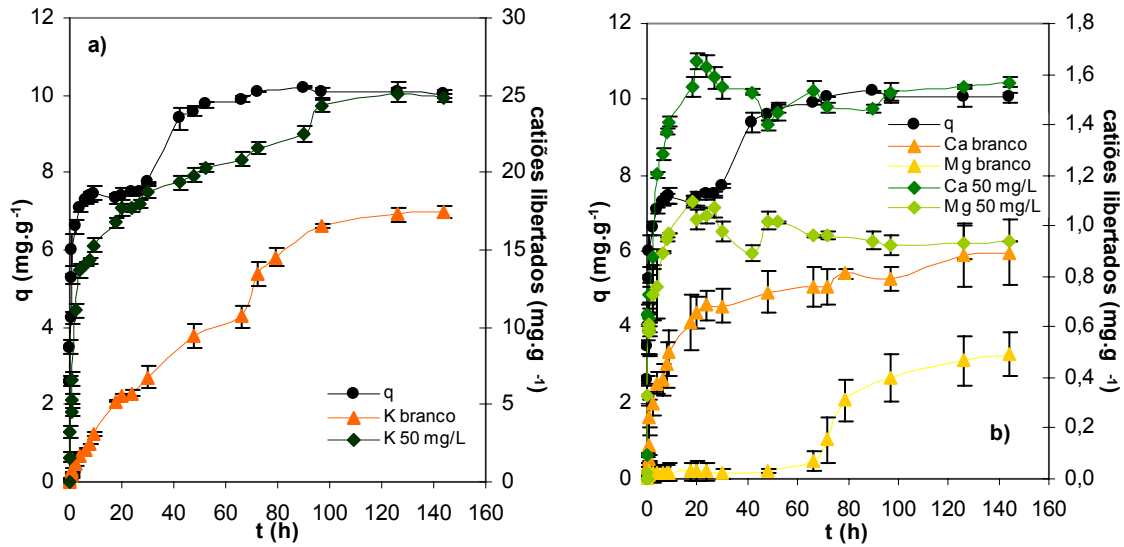 a)
q (mg.g-1)
12
10
8
6
4
2
0
30
25
20
15
10
5
0
catiões libertados (mg.g -1)
q
K branco
K 50 mg/L
0 20 40 60 80 100 120 140 160
t (h)
b)
q (mg.g-1)
12
10
8
6
4
2
0
1,8
1,6
1,4
1,2
1,0
0,8
0,6
0,4
0,2
0,0
catiões libertados (mg.g -1)
q
Ca branco
Mg branco
Ca 50 mg/L
Mg 50 mg/L
0 20 40 60 80 100 120 140 160
t (h)